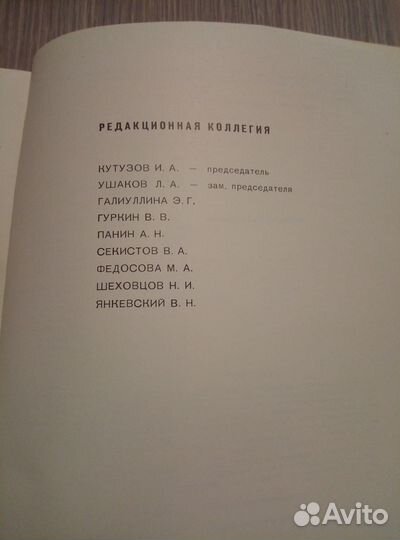 РЕДАКЦИОННАЯ КОЛЛЕГИЯ
КУТУЗОВ И. А. — председатель
УШАКОВ Л. А. — зам. председателя
ГАЛИУЛЛИНА Э. Г.
ГУРКИН В. В.
ПАНИН А. Н.
СЕКИСТОВ В. А.
ФЕДОСОВА М. А.
ШЕХОВЦОВ Н. И.
ЯНКЕВСКИЙ В. Н.
Avito